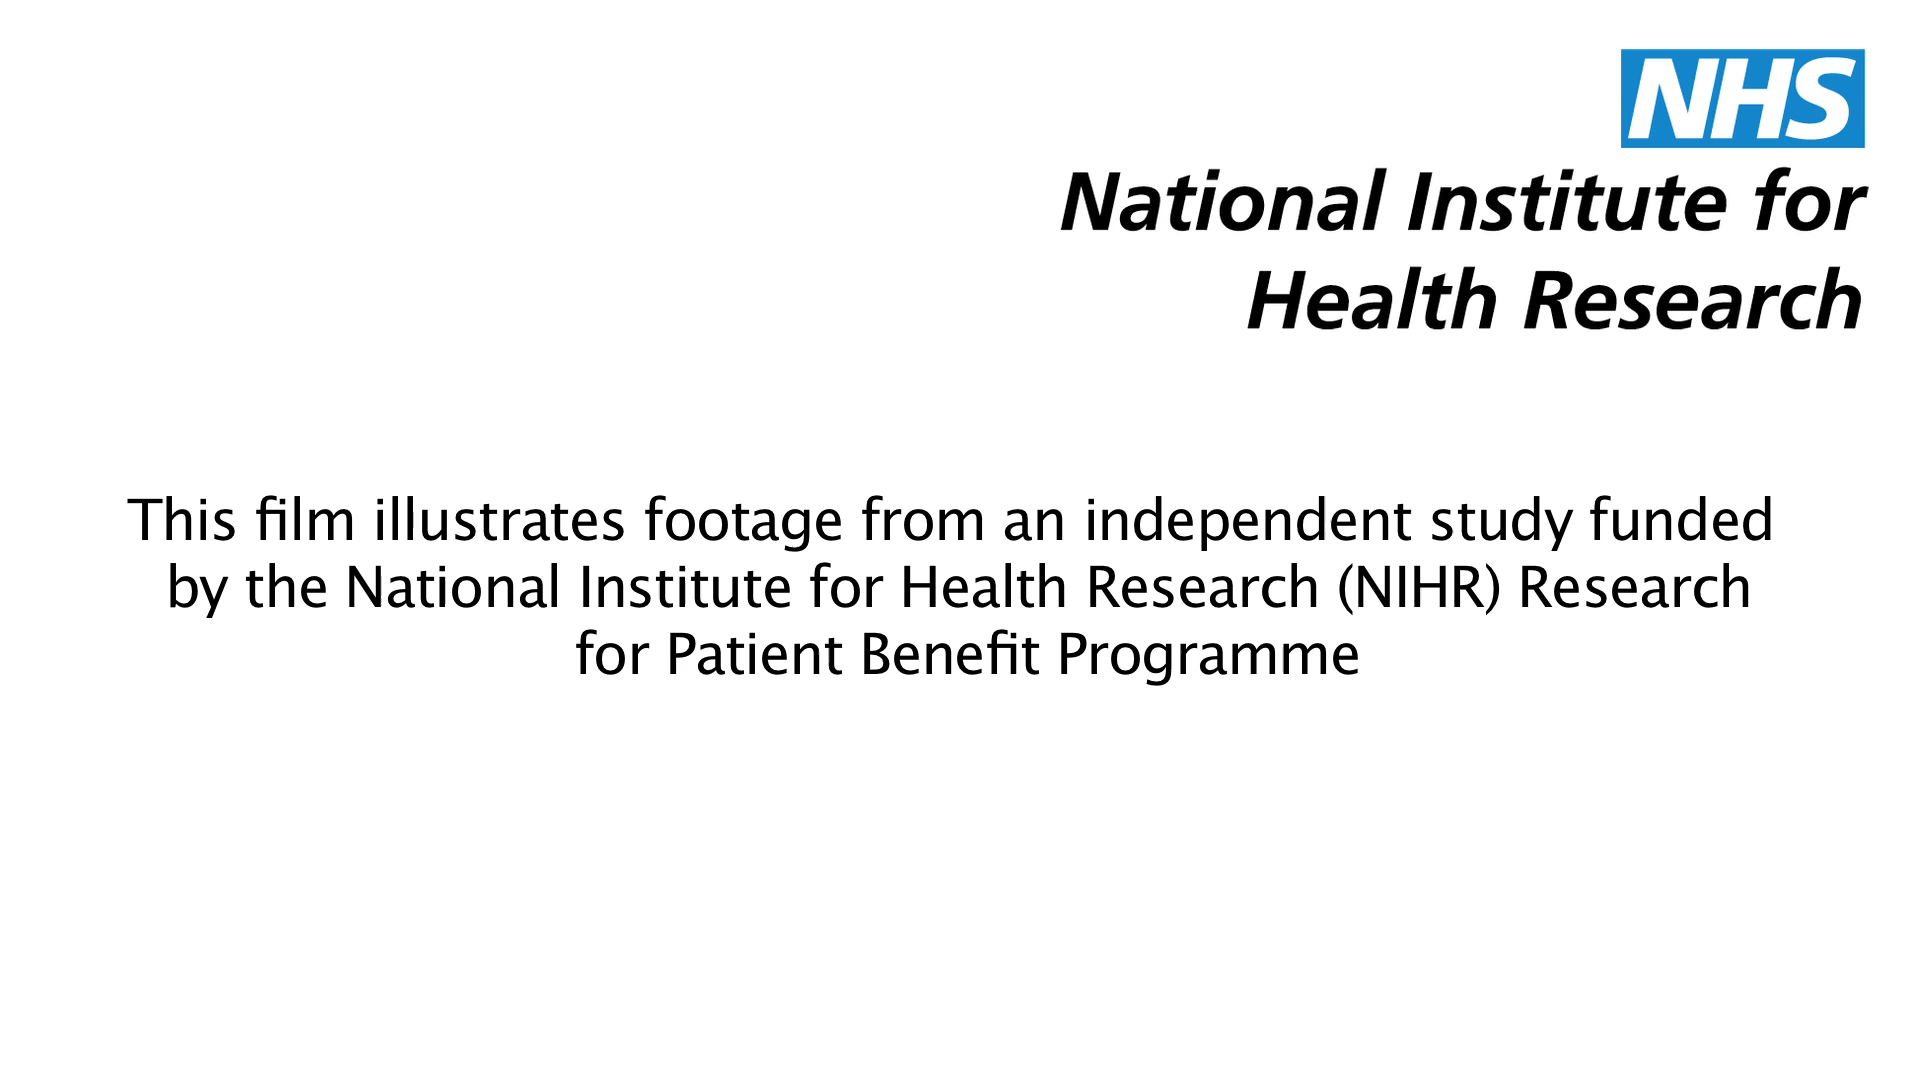 NHS
National Institute for
Health Research
This film illustrates footage from an independent study funded
by the National Institute for Health Research (NIHR) Research
for Patient Benefit Programme